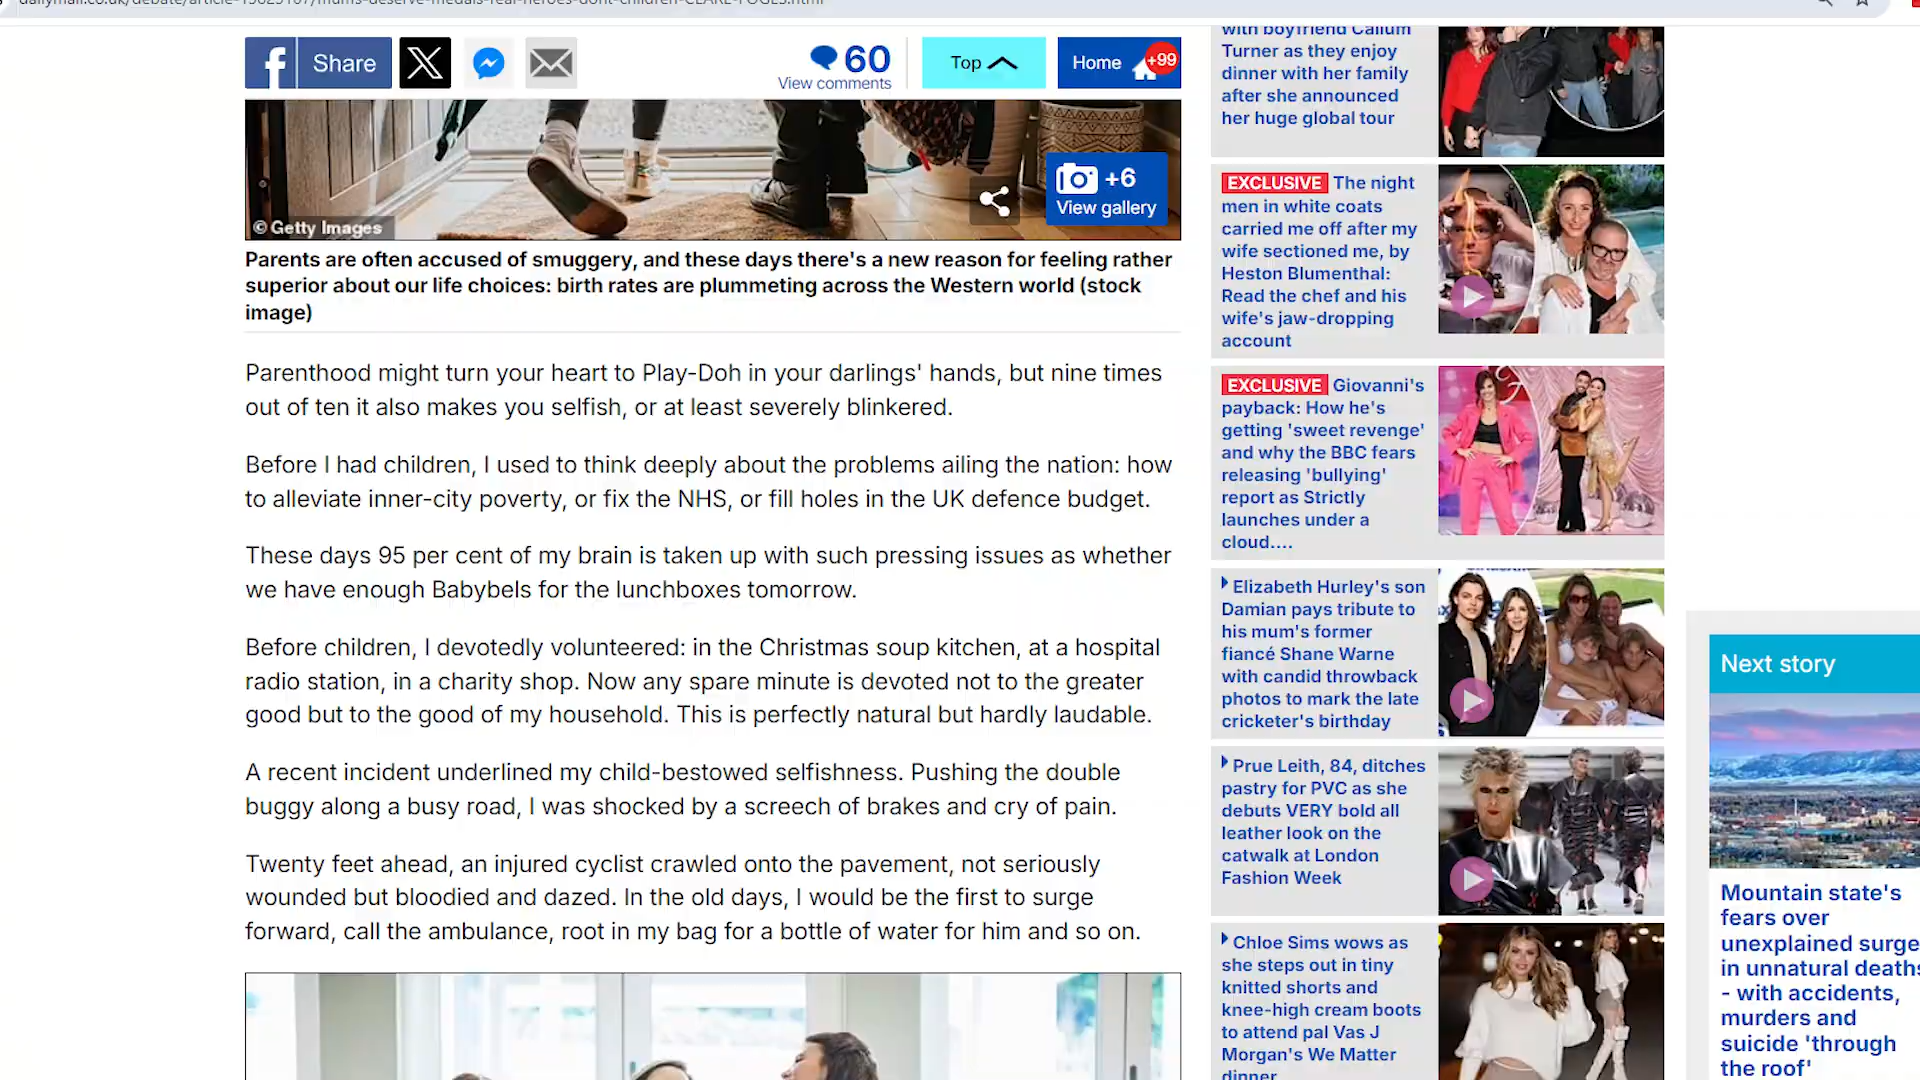 Share
60
View comments
Top
Home
+99
+6
View gallery
© Getty Images
Parents are often accused of smuggery, and these days there's a new reason for feeling rather
superior about our life choices: birth rates are plummeting across the Western world (stock
image)
Parenthood might turn your heart to Play-Doh in your darlings' hands, but nine times
out of ten it also makes you selfish, or at least severely blinkered.
Before I had children, I used to think deeply about the problems ailing the nation: how
to alleviate inner-city poverty, or fix the NHS, or fill holes in the UK defence budget.
These days 95 per cent of my brain is taken up with such pressing issues as whether
we have enough Babybels for the lunchboxes tomorrow.
Before children, I devotedly volunteered: in the Christmas soup kitchen, at a hospital
radio station, in a charity shop. Now any spare minute is devoted not to the greater
good but to the good of my household. This is perfectly natural but hardly laudable.
A recent incident underlined my child-bestowed selfishness. Pushing the double
buggy along a busy road, I was shocked by a screech of brakes and cry of pain.
Twenty feet ahead, an injured cyclist crawled onto the pavement, not seriously
wounded but bloodied and dazed. In the old days, I would be the first to surge
forward, call the ambulance, root in my bag for a bottle of water for him and so on.
with boyfriend Callum
Turner as they enjoy
dinner with her family
after she announced
her huge global tour
EXCLUSIVE The night
men in white coats
carried me off after my
wife sectioned me, by
Heston Blumenthal:
Read the chef and his
wife's jaw-dropping
account
EXCLUSIVE Giovanni's
payback: How he's
getting 'sweet revenge'
and why the BBC fears
releasing 'bullying'
report as Strictly
launches under a
cloud....
Elizabeth Hurley's son
Damian pays tribute to
his mum's former
fiancé Shane Warne
with candid throwback
photos to mark the late
cricketer's birthday
Prue Leith, 84, ditches
pastry for PVC as she
debuts VERY bold all
leather look on the
catwalk at London
Fashion Week
Chloe Sims wows as
she steps out in tiny
knitted shorts and
knee-high cream boots
to attend pal Vas J
Morgan's We Matter
dinner
Next story
Mountain state's
fears over
unexplained surge
in unnatural deaths
- with accidents,
murders and
suicide 'through
the roof'